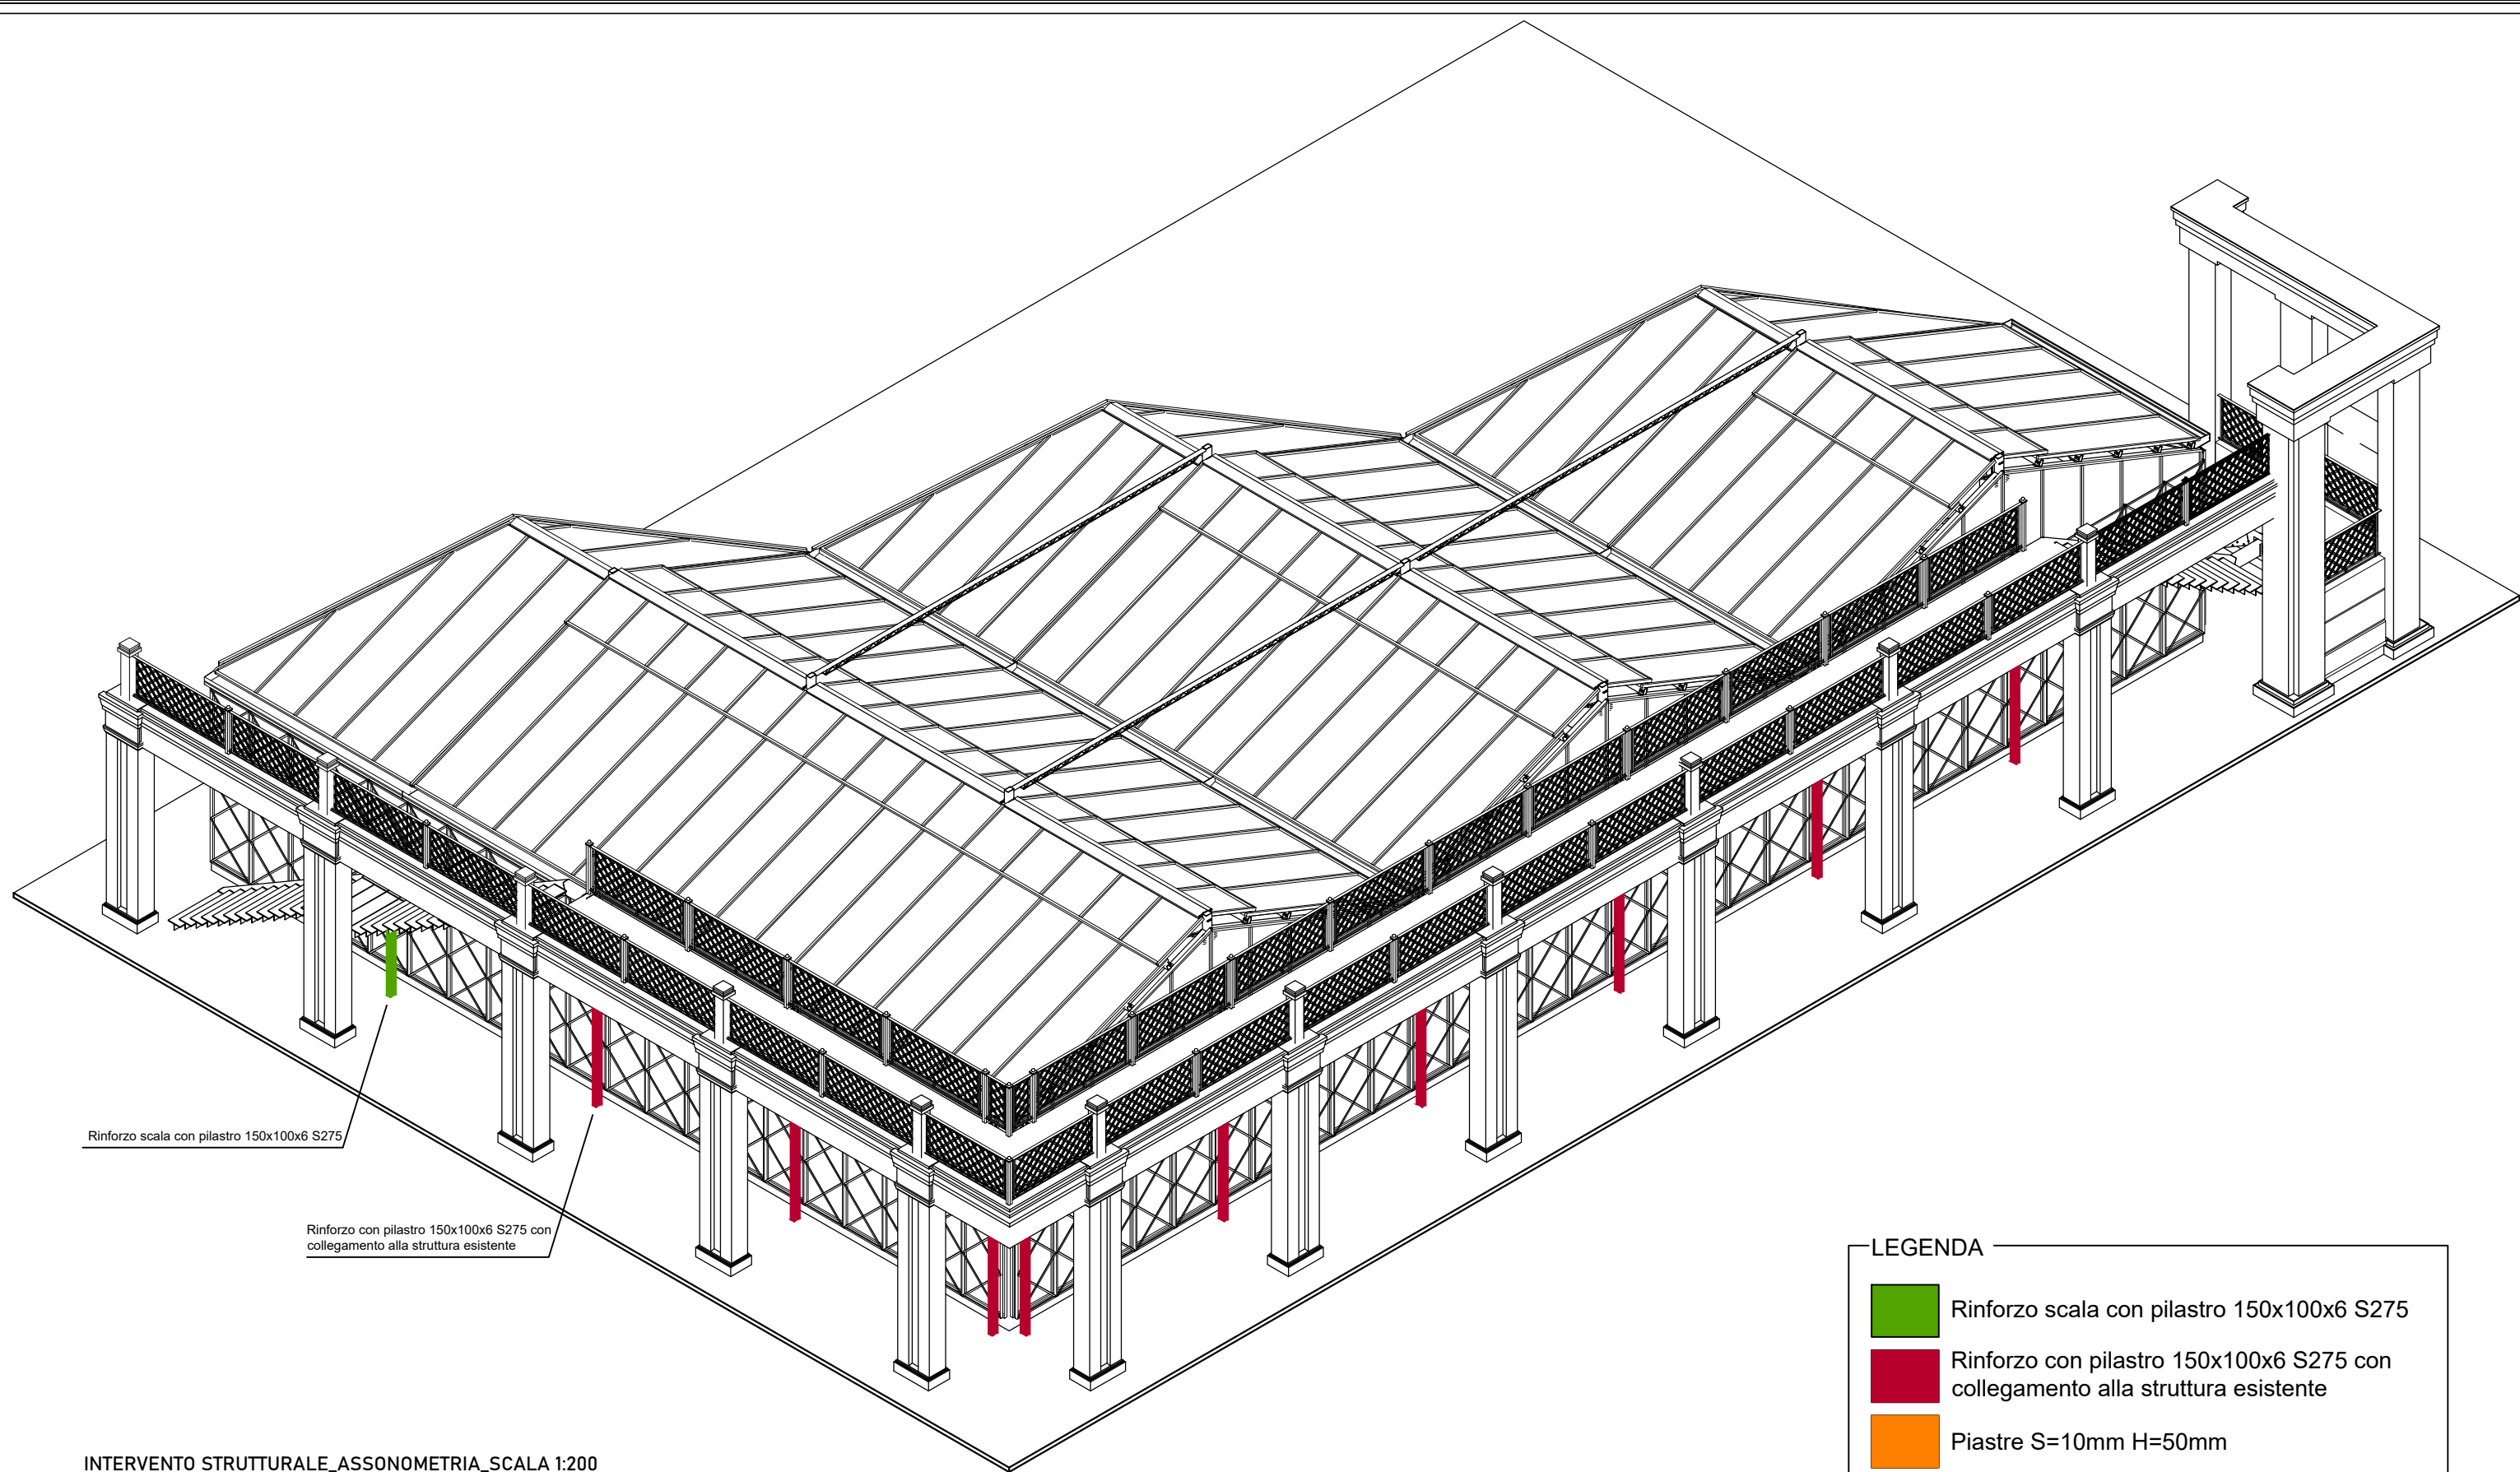 Rinforzo scala con pilastro 150x100x6 S275
Rinforzo con pilastro 150x100x6 S275 con
collegamento alla struttura esistente
LEGENDA
Rinforzo scala con pilastro 150x100x6 S275
Rinforzo con pilastro 150x100x6 S275 con
collegamento alla struttura esistente
Piastre S=10mm H=50mm
INTERVENTO STRUTTURALE_ASSONOMETRIA_SCALA 1:200